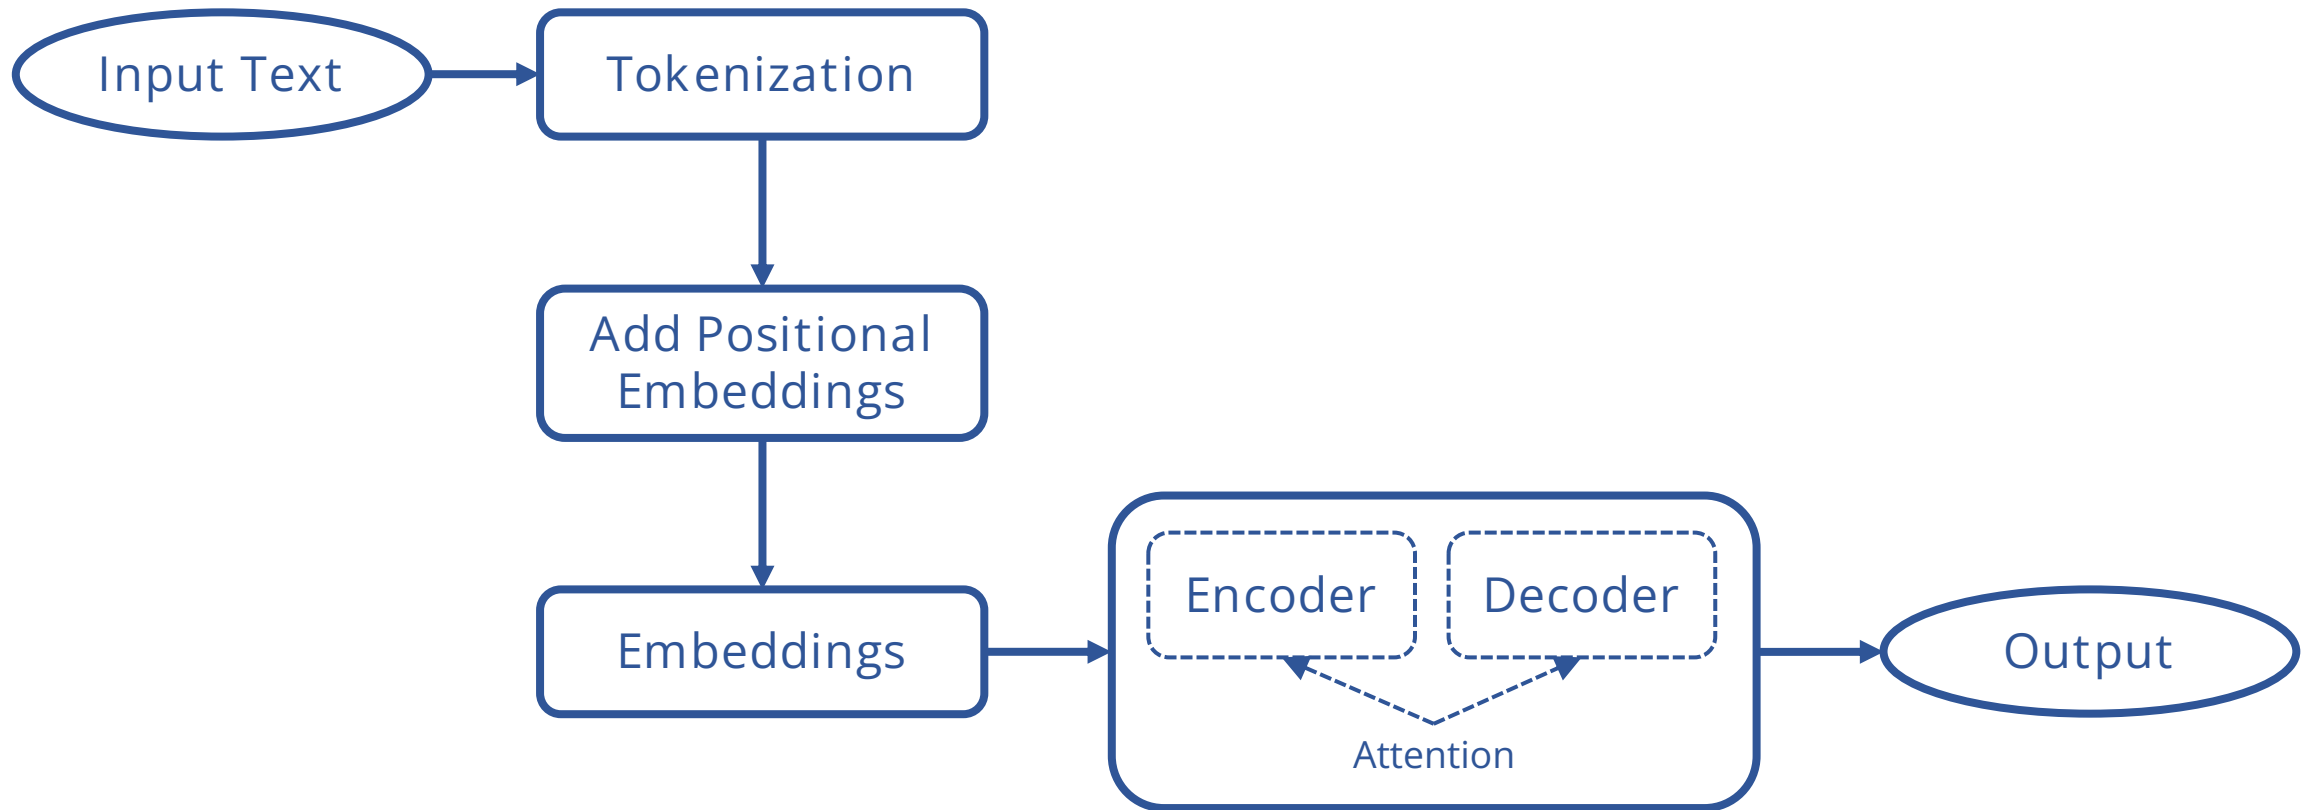 Input Text
Tokenization
Add Positional
Embeddings
Embeddings
Encoder
Decoder
Attention
Output